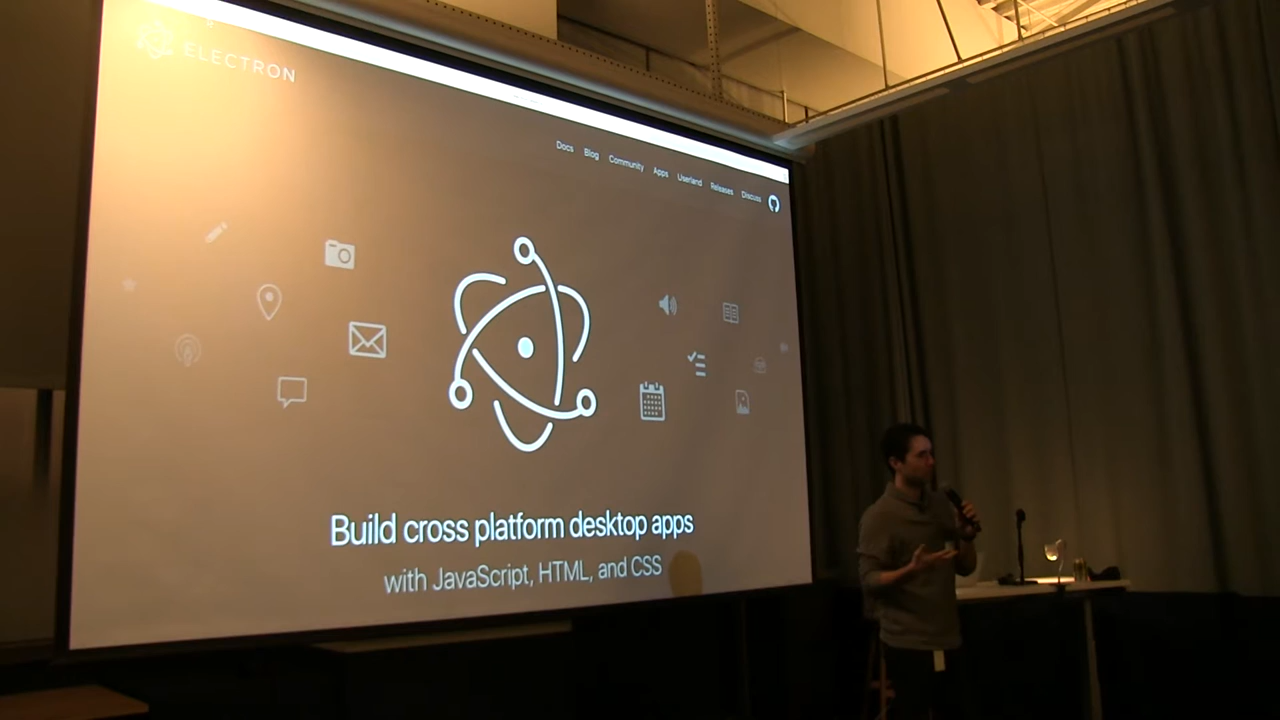 ELECTRON
Docs Blog Community Apps Userland Releases Discuss
Build cross platform desktop apps
with JavaScript, HTML, and CSS